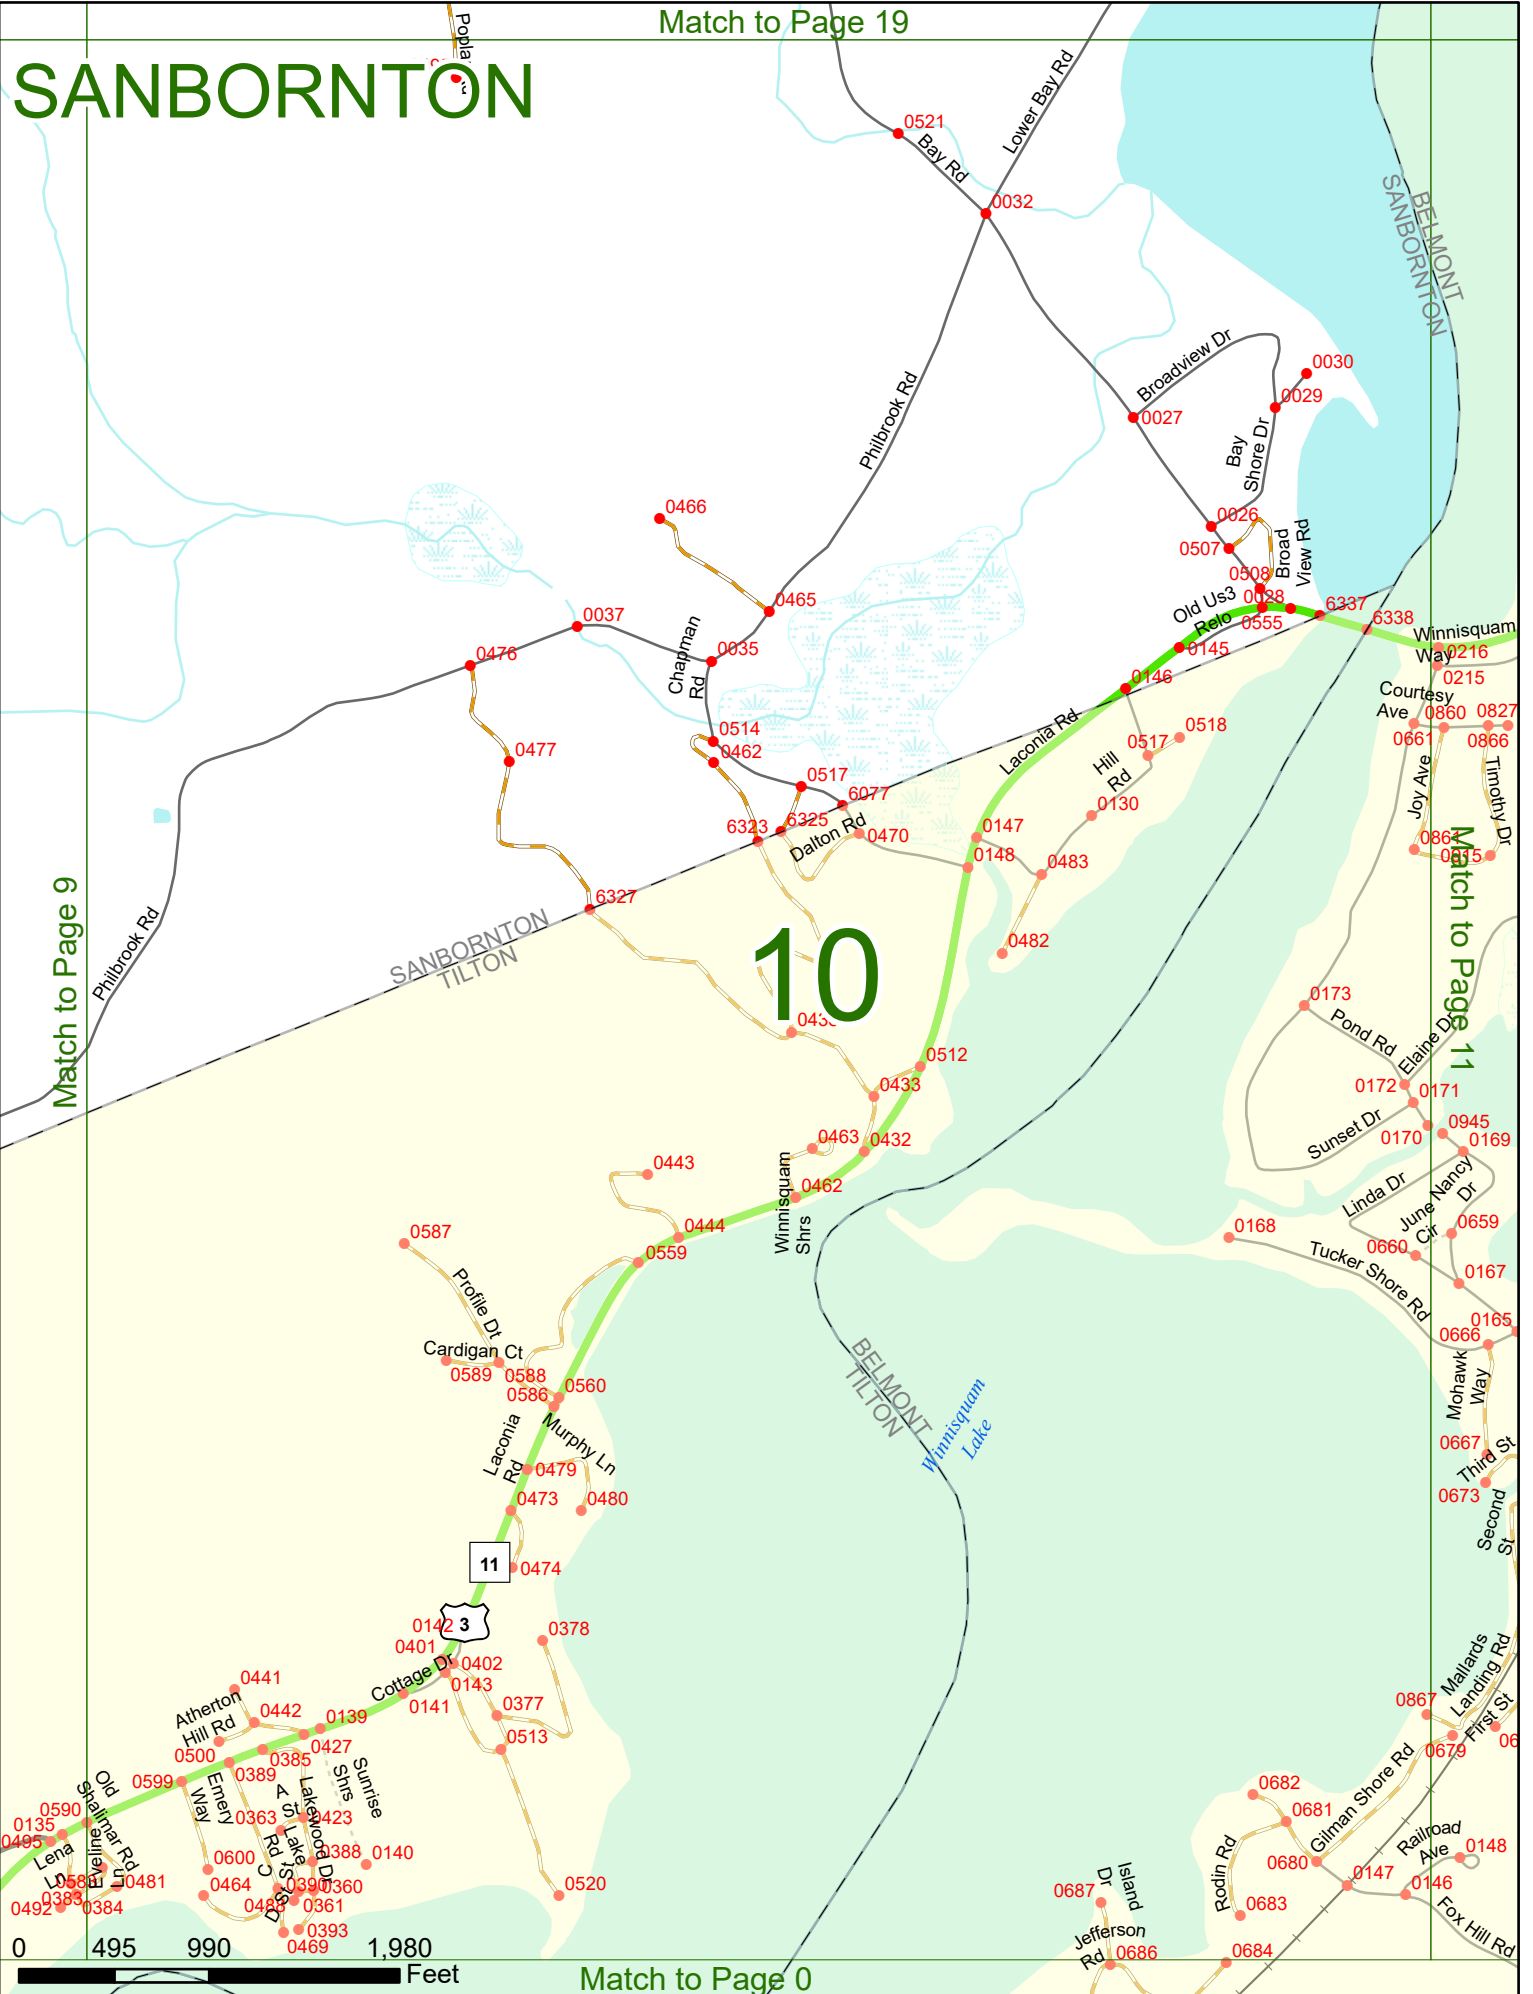 Match to Page 19
SANBORNTON
Lower Bay Rd
0521
Bay Rd
0032
BELMONT
SANBORNTON
Broadview Dr
0030
0029
0027
Bay
Shore Dr
Philbrook Rd
0466
0026
0507
Broad
View Rd
0508
0028
Old Us3
Relo
0555
6337
6338
0465
0037
0035
Chapman
Rd
0476
0145
0146
Winnisquam
Way
0216
0215
Courtesy
Ave
0860
0827
0661
0866
0514
0462
0477
Laconia Rd
0518
0517
Hill
Rd
0130
Joy Ave
Timothy Dr
0517
6077
6323
6325
Dalton Rd
0470
0147
0148
0483
0861
0915
6327
0482
SANBORNTON
TILTON
Match to Page 9
Philbrook Rd
10
Match to Page 11
0173
Pond Rd
Elaine Dr
0512
0433
0172
0171
0170
0945
0169
Sunset Dr
0463
0432
0443
0462
Winnisquam
Shrs
Linda Dr
June Nancy
Cir
Dr
0659
0660
0168
0167
Tucker Shore Rd
0165
0666
0444
0559
0587
Profile Dt
Cardigan Ct
0589
0588
0586
0560
BELMONT
TILTON
Winnisquam
Lake
Mohawk
Way
0667
Third St
0673
Second
St
Laconia
Rd
Murphy Ln
0479
0480
0473
11
0474
3
0142
0401
0402
0143
0378
Cottage Dr
0141
0377
0513
0441
Atherton
Hill Rd
0442
0139
0427
0385
0500
0389
0599
Emery
Way
Sunrise
Shrs
Mallards
Landing Rd
0867
First St
0679
Gilman Shore Rd
0682
0681
0680
Rodin Rd
0683
Railroad
Ave
0148
0147
0146
Fox Hill Rd
0590
0135
0495
Old
Shalimar Rd
Lena
Ln
Eveline
Ln
0481
0383
0384
0492
0600
0464
A
St
0363
0423
Lakewood Dr
Lake
St
Rd
C
0388
0140
0390
0360
0361
D
St
0393
0469
0520
Island
Dr
0687
Jefferson
Rd
0686
0684
0 495 990 1,980
Feet
Match to Page 0